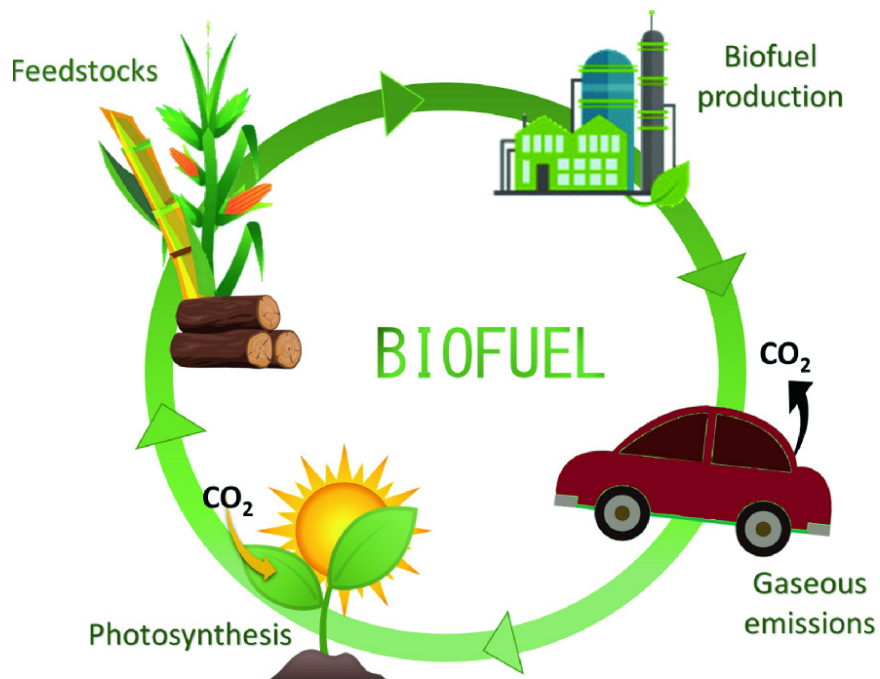 Feedstocks
Biofuel
production
BIOFUEL
CO₂
CO₂
Gaseous
emissions
Photosynthesis